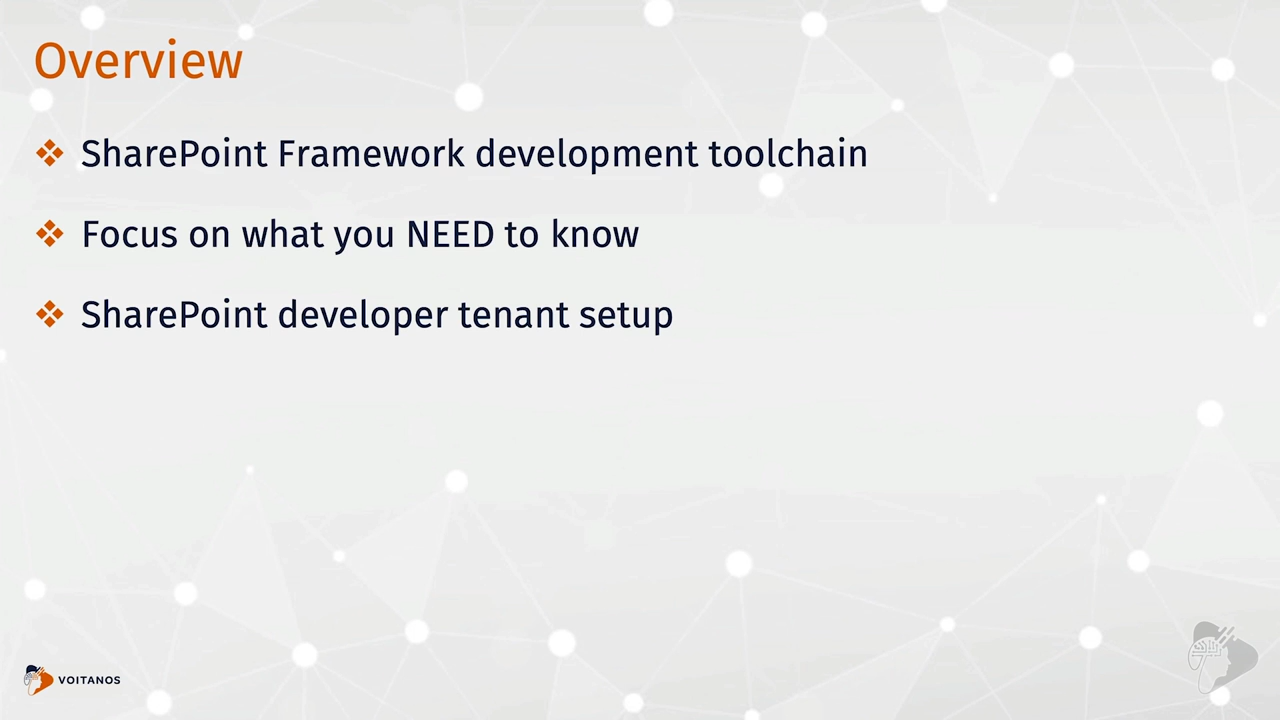 Overview
SharePoint Framework development toolchain
Focus on what you NEED to know
SharePoint developer tenant setup
VOITANOS